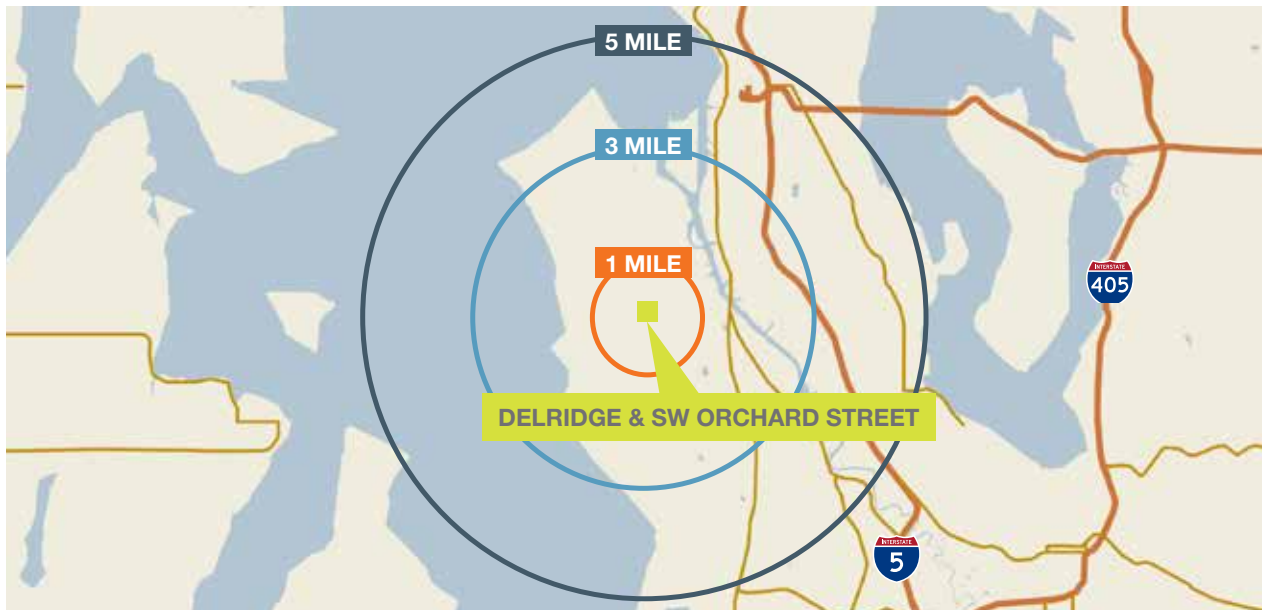 5 MILE
3 MILE
1 MILE
INTERSTATE
405
DELRIDGE & SW ORCHARD STREET
INTERSTATE
5